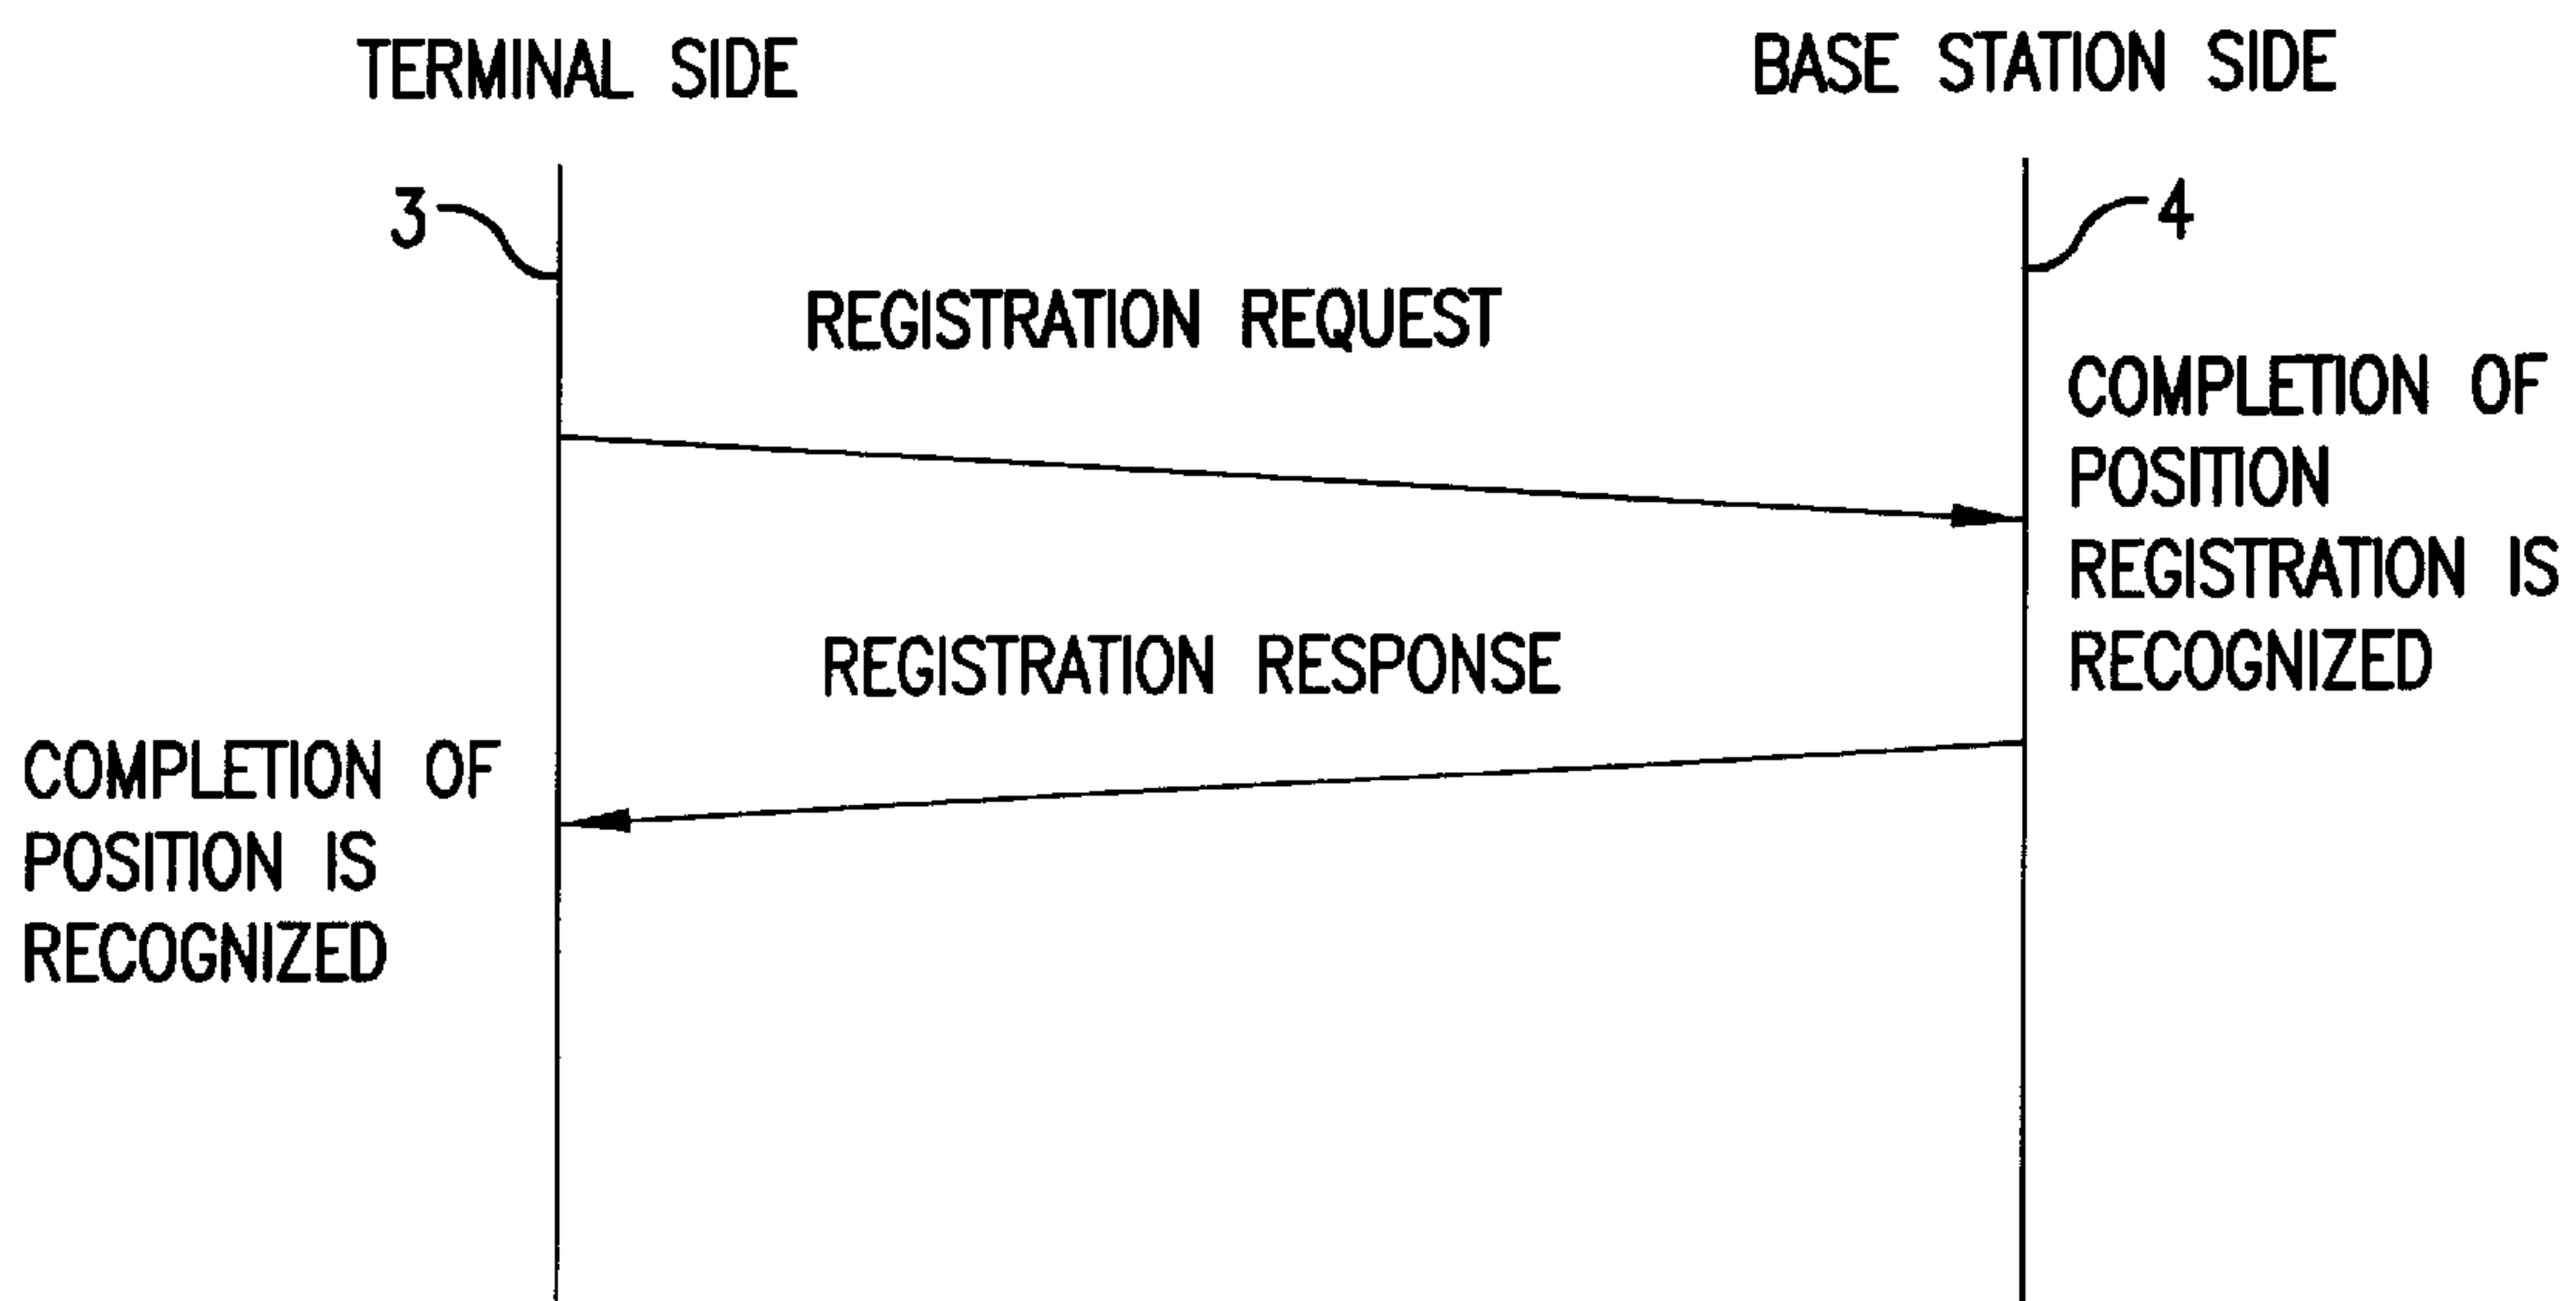 TERMINAL SIDE
BASE STATION SIDE
3
4
REGISTRATION REQUEST
COMPLETION OF
POSITION
REGISTRATION IS
RECOGNIZED
REGISTRATION RESPONSE
COMPLETION OF
POSITION IS
RECOGNIZED